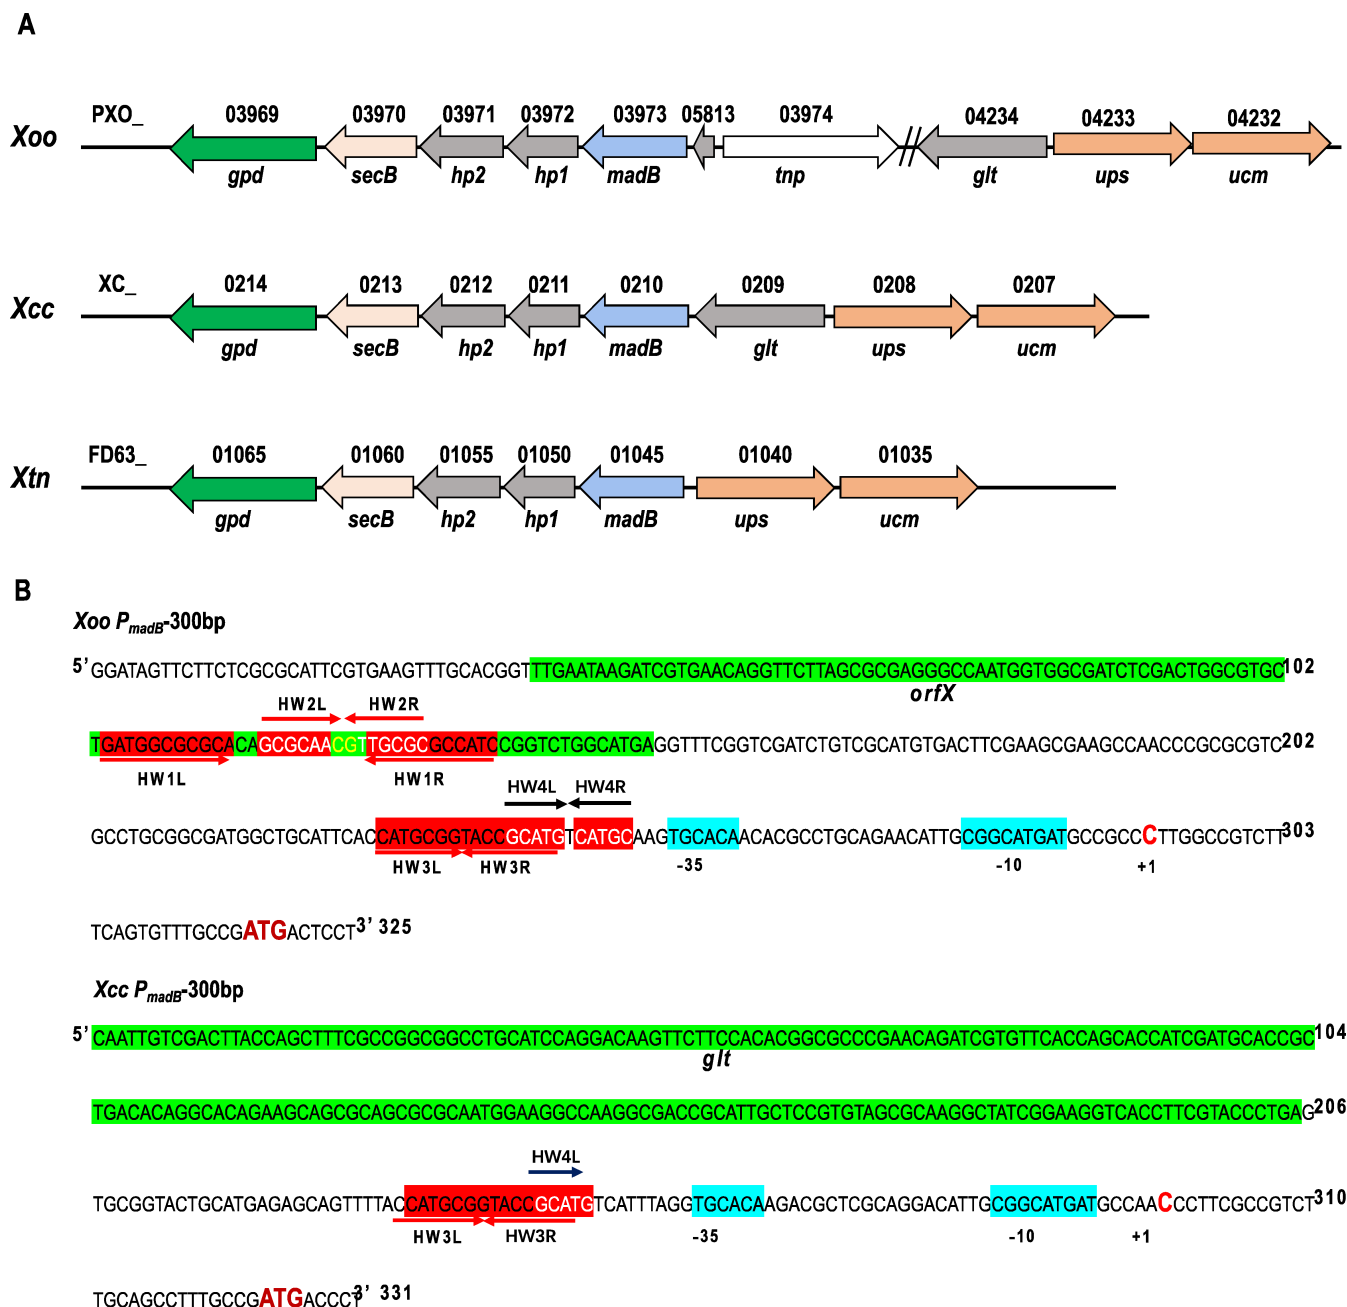 A
PXO_ 03969 03970 03971 03972 03973 05813 03974 04234 04233 04232
Xoo
gpd secB hp2 hp1 madB tnp glt ups ucm
XC_ 0214 0213 0212 0211 0210 0209 0208 0207
Xcc
gpd secB hp2 hp1 madB glt ups ucm
FD63_ 01065 01060 01055 01050 01045 01040 01035
Xtn
gpd secB hp2 hp1 madB ups ucm
B
Xoo PmadB-300bp
5’GGATAGTTCTTCTCGCGCATTCGTGAAGTTTGCACGGTTTGAATAAGATCGTGAACAGGTTCTTAGCGCGAGGGCCAATGGTGGCGATCTCGACTGGCGTGC102
orfX
HW2L HW2R
TGATGGCGCGCACAGCGCAACGTTGCGCGCCATCCCGGTCTGGCATGAGGTTTCGGTCGATCTGTCGCATGTGACTTCGAAGCGAAGCCAACCCGCGCGTC202
HW1L HW1R
HW4L HW4R
GCCTGCGGCGATGGCTGCATTCACCATGCGGTACCGCATGTCATGCAAGTGCACAACACGCCTGCAGAACATTGCGGCATGATGCCGCCCTTGGCCGTCTT303
HW3L HW3R -35 -10 +1
TCAGTGTTTGCCGATGACTCCT3’ 325
Xcc PmadB-300bp
5’CAATTGTCGACTTACCAGCTTTCGCCGGCGGCCTGCATCCAGGACAAGTTCTTCCACACGGCGCCCGAACAGATCGTGTTCACCAGCACCATCGATGCACCGC104
glt
TGACACAGGCACAGAAGCAGCGCAGCGCGCAATGGAAGGCCAAGGCGACCGCATTGCTCCGTGTAGCGCAAGGCTATCGGAAGGTCACCTTCGTACCCTGAG206
HW4L
TGCGGTACTGCATGAGAGCAGTTTTACCATGCGGTACCGCATGTCATTTAGGTGCACAAGACGCTCGCAGGACATTGCGGCATGATGCCAACCCTTCGCCGTCT310
HW3L HW3R -35 -10 +1
TGCAGCCTTTGCCGATGACCCT3’ 331